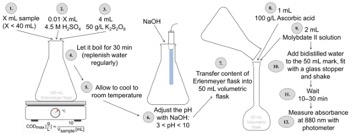 1.
X mL sample
(X < 40 mL)
2.
0.01 X mL
4.5 M H₂SO₄
3.
4 mL
50 g/L K₂S₂O₈
4.
Let it boil for 30 min
(replenish water
regularly)
5.
Allow to cool to
room temperature
NaOH
6.
Adjust the pH
with NaOH:
3 < pH < 10
7.
Transfer content of
Erlenmeyer flask into
50 mL volumetric
flask
8.
1 mL
100 g/L Ascorbic acid
9.
2 mL
Molybdate II solution
10.
Add bidistilled water
to the 50 mL mark, fit
with a glass stopper
and shake
11.
Wait
10–30 min
12.
Measure absorbance
at 880 nm with
photometer